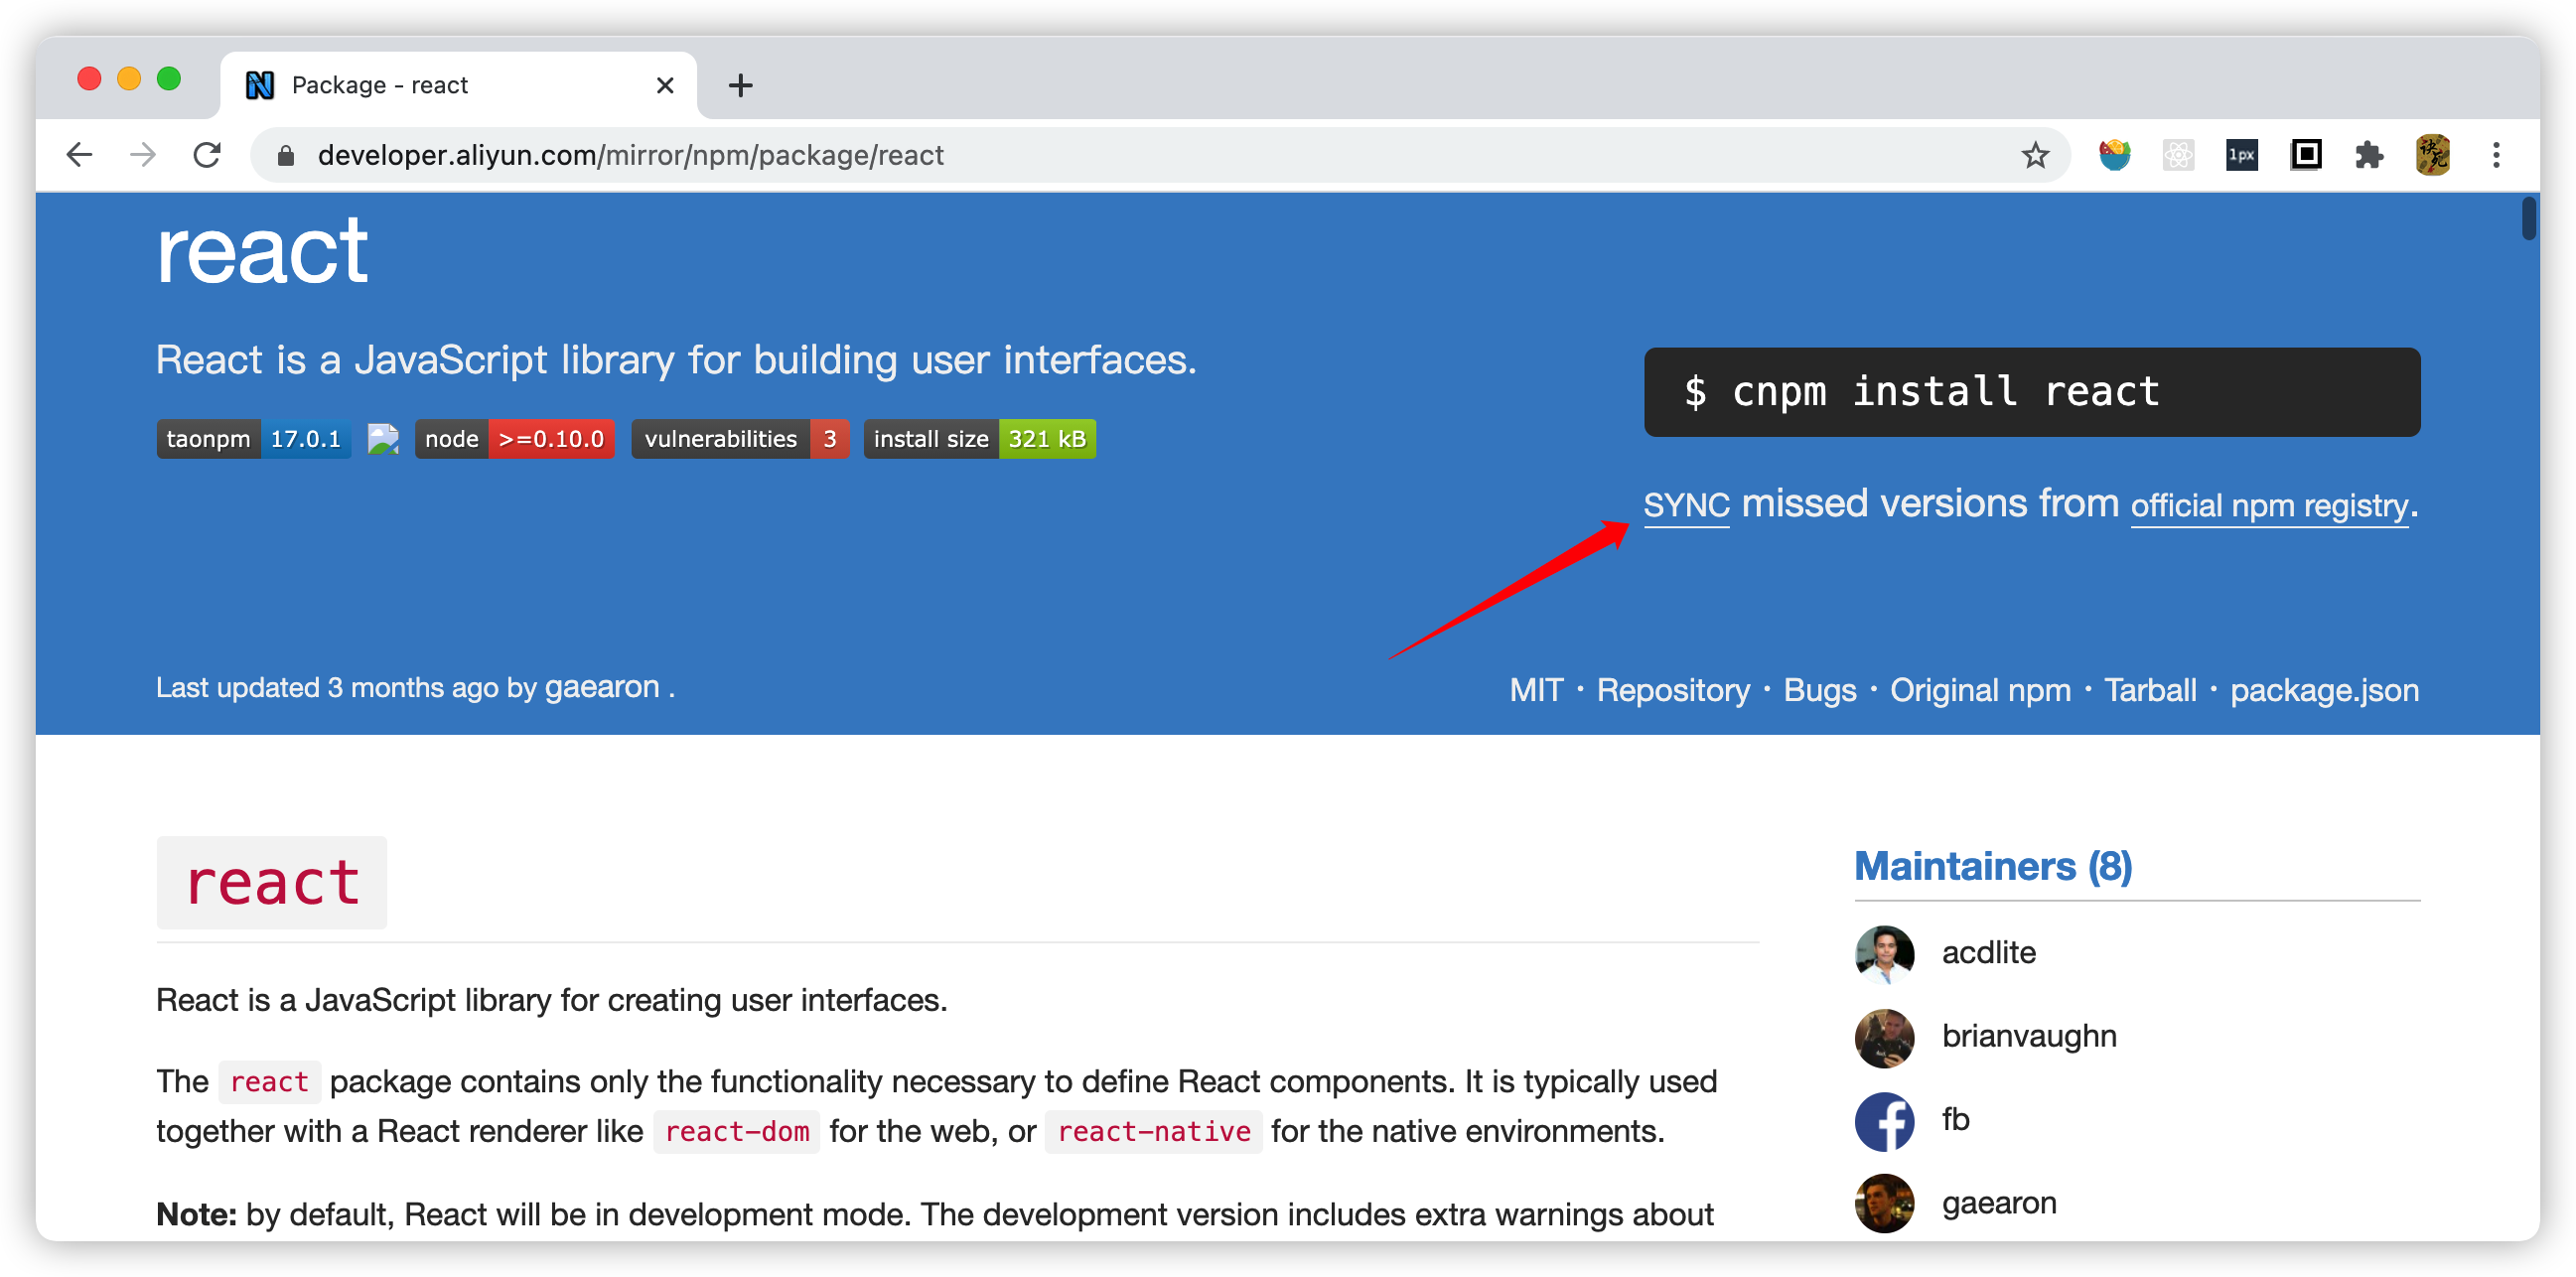 Package - react
developer.aliyun.com/mirror/npm/package/react
1px
诀死
react
React is a JavaScript library for building user interfaces.
$ cnpm install react
taonpm 17.0.1 node >=0.10.0 vulnerabilities 3 install size 321 kB
SYNC missed versions from official npm registry.
Last updated 3 months ago by gaearon .
MIT · Repository · Bugs · Original npm · Tarball · package.json
react
React is a JavaScript library for creating user interfaces.
The react package contains only the functionality necessary to define React components. It is typically used
together with a React renderer like react-dom for the web, or react-native for the native environments.
Note: by default, React will be in development mode. The development version includes extra warnings about
Maintainers (8)
acdlite
brianvaughn
fb
gaearon